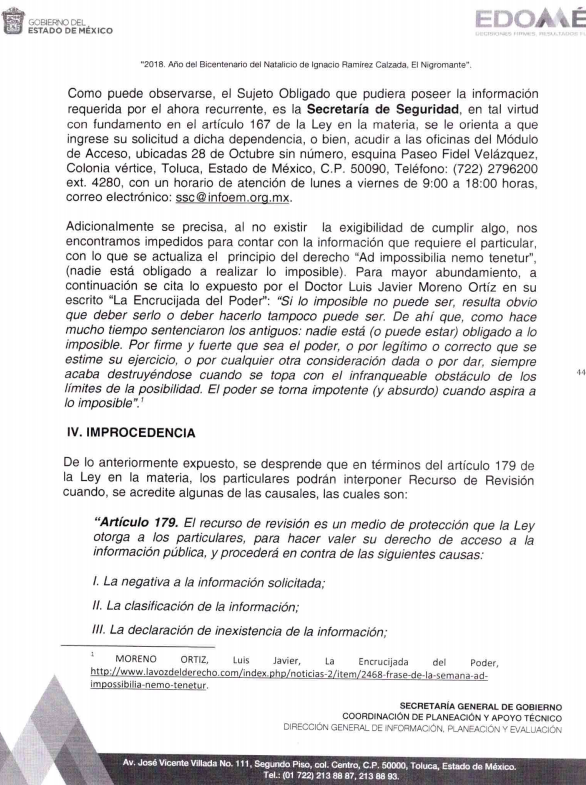 GOBIERNO DEL
ESTADO DE MÉXICO
EDOMÉ
DECISIONES FIRMES, RESULTADOS
"2018. Año del Bicentenario del Natalicio de Ignacio Ramírez Calzada, El Nigromante".
Como puede observarse, el Sujeto Obligado que pudiera poseer la información
requerida por el ahora recurrente, es la Secretaría de Seguridad, en tal virtud
con fundamento en el artículo 167 de la Ley en la materia, se le orienta a que
ingrese su solicitud a dicha dependencia, o bien, acudir a las oficinas del Módulo
de Acceso, ubicadas 28 de Octubre sin número, esquina Paseo Fidel Velázquez,
Colonia vértice, Toluca, Estado de México, C.P. 50090, Teléfono: (722) 2796200
ext. 4280, con un horario de atención de lunes a viernes de 9:00 a 18:00 horas,
correo electrónico: ssc@infoem.org.mx.
Adicionalmente se precisa, al no existir la exigibilidad de cumplir algo, nos
encontramos impedidos para contar con la información que requiere el particular,
con lo que se actualiza el principio del derecho "Ad impossibilia nemo tenetur",
(nadie está obligado a realizar lo imposible). Para mayor abundamiento, a
continuación se cita lo expuesto por el Doctor Luis Javier Moreno Ortíz en su
escrito "La Encrucijada del Poder": "Si lo imposible no puede ser, resulta obvio
que deber serlo o deber hacerlo tampoco puede ser. De ahí que, como hace
mucho tiempo sentenciaron los antiguos: nadie está (o puede estar) obligado a lo
imposible. Por firme y fuerte que sea el poder, o por legítimo o correcto que se
estime su ejercicio, o por cualquier otra consideración dada o por dar, siempre
acaba destruyéndose cuando se topa con el infranqueable obstáculo de los
límites de la posibilidad. El poder se torna impotente (y absurdo) cuando aspira a
lo imposible".1
44
IV. IMPROCEDENCIA
De lo anteriormente expuesto, se desprende que en términos del artículo 179 de
la Ley en la materia, los particulares podrán interponer Recurso de Revisión
cuando, se acredite algunas de las causales, las cuales son:
"Artículo 179. El recurso de revisión es un medio de protección que la Ley
otorga a los particulares, para hacer valer su derecho de acceso a la
información pública, y procederá en contra de las siguientes causas:
I. La negativa a la información solicitada;
II. La clasificación de la información;
III. La declaración de inexistencia de la información;
1 MORENO ORTIZ, Luis Javier, La Encrucijada del Poder,
http://www.lavozdelderecho.com/index.php/noticias-2/item/2468-frase-de-la-semana-ad-
impossibilia-nemo-tenetur.
SECRETARÍA GENERAL DE GOBIERNO
COORDINACIÓN DE PLANEACIÓN Y APOYO TÉCNICO
DIRECCIÓN GENERAL DE INFORMACIÓN, PLANEACIÓN Y EVALUACIÓN
Av. José Vicente Villada No. 111, Segundo Piso, col. Centro, C.P. 50000, Toluca, Estado de México.
Tel.: (01 722) 213 88 87, 213 88 93.